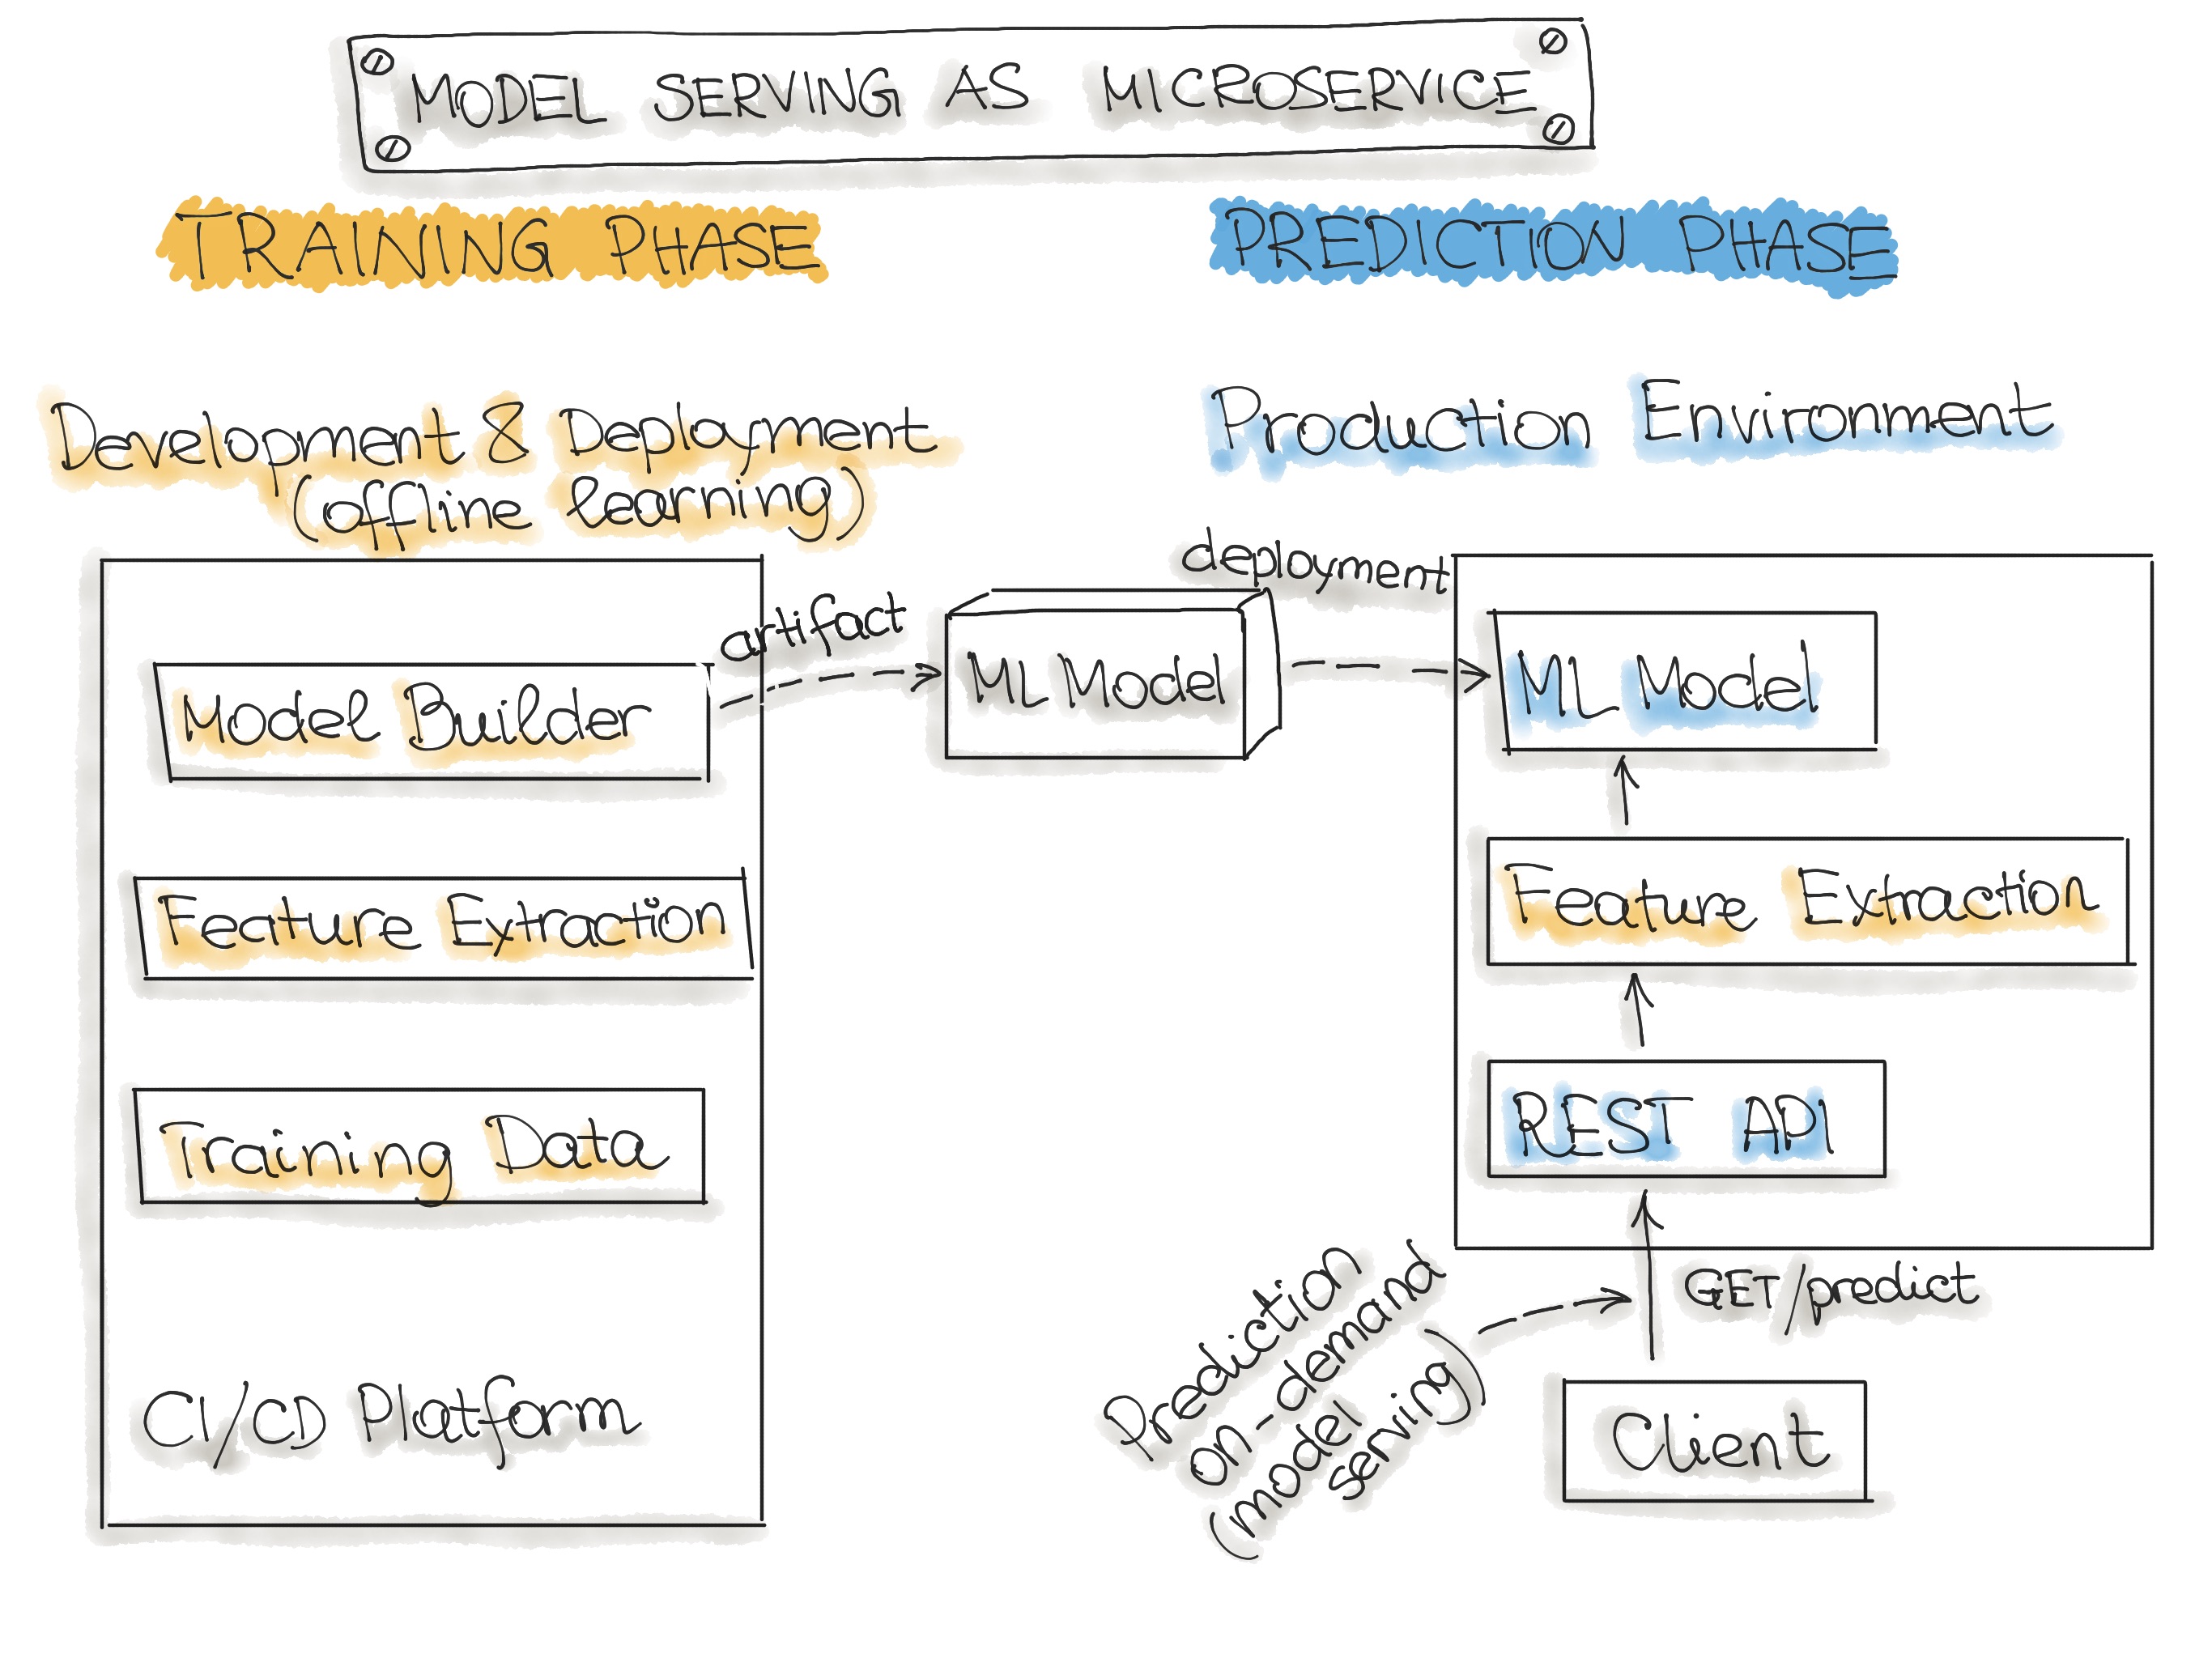 MODEL SERVING AS MICROSERVICE
TRAINING PHASE
PREDICTION PHASE
Development & Deployment
(offline learning)
Production Environment
artifact
deployment
Model Builder
ML Model
ML Model
Feature Extraction
Feature Extraction
Training Data
REST API
CI/CD Platform
GET/predict
Prediction
on-demand
(model
serving)
Client